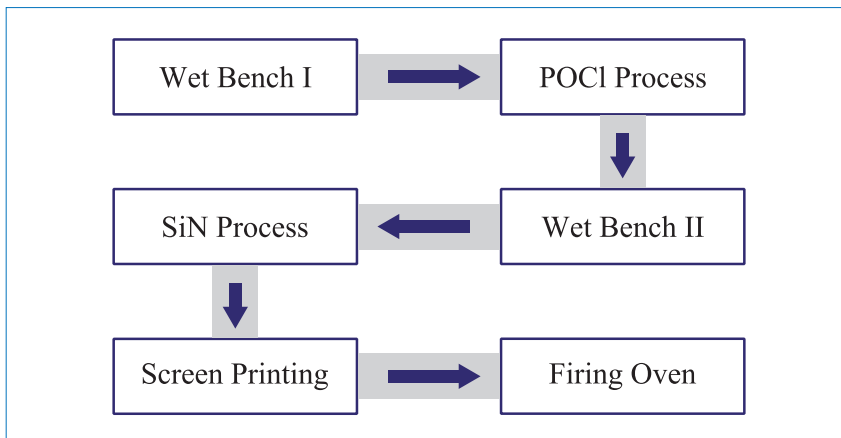 Wet Bench I
POCl Process
Wet Bench II
SiN Process
Screen Printing
Firing Oven